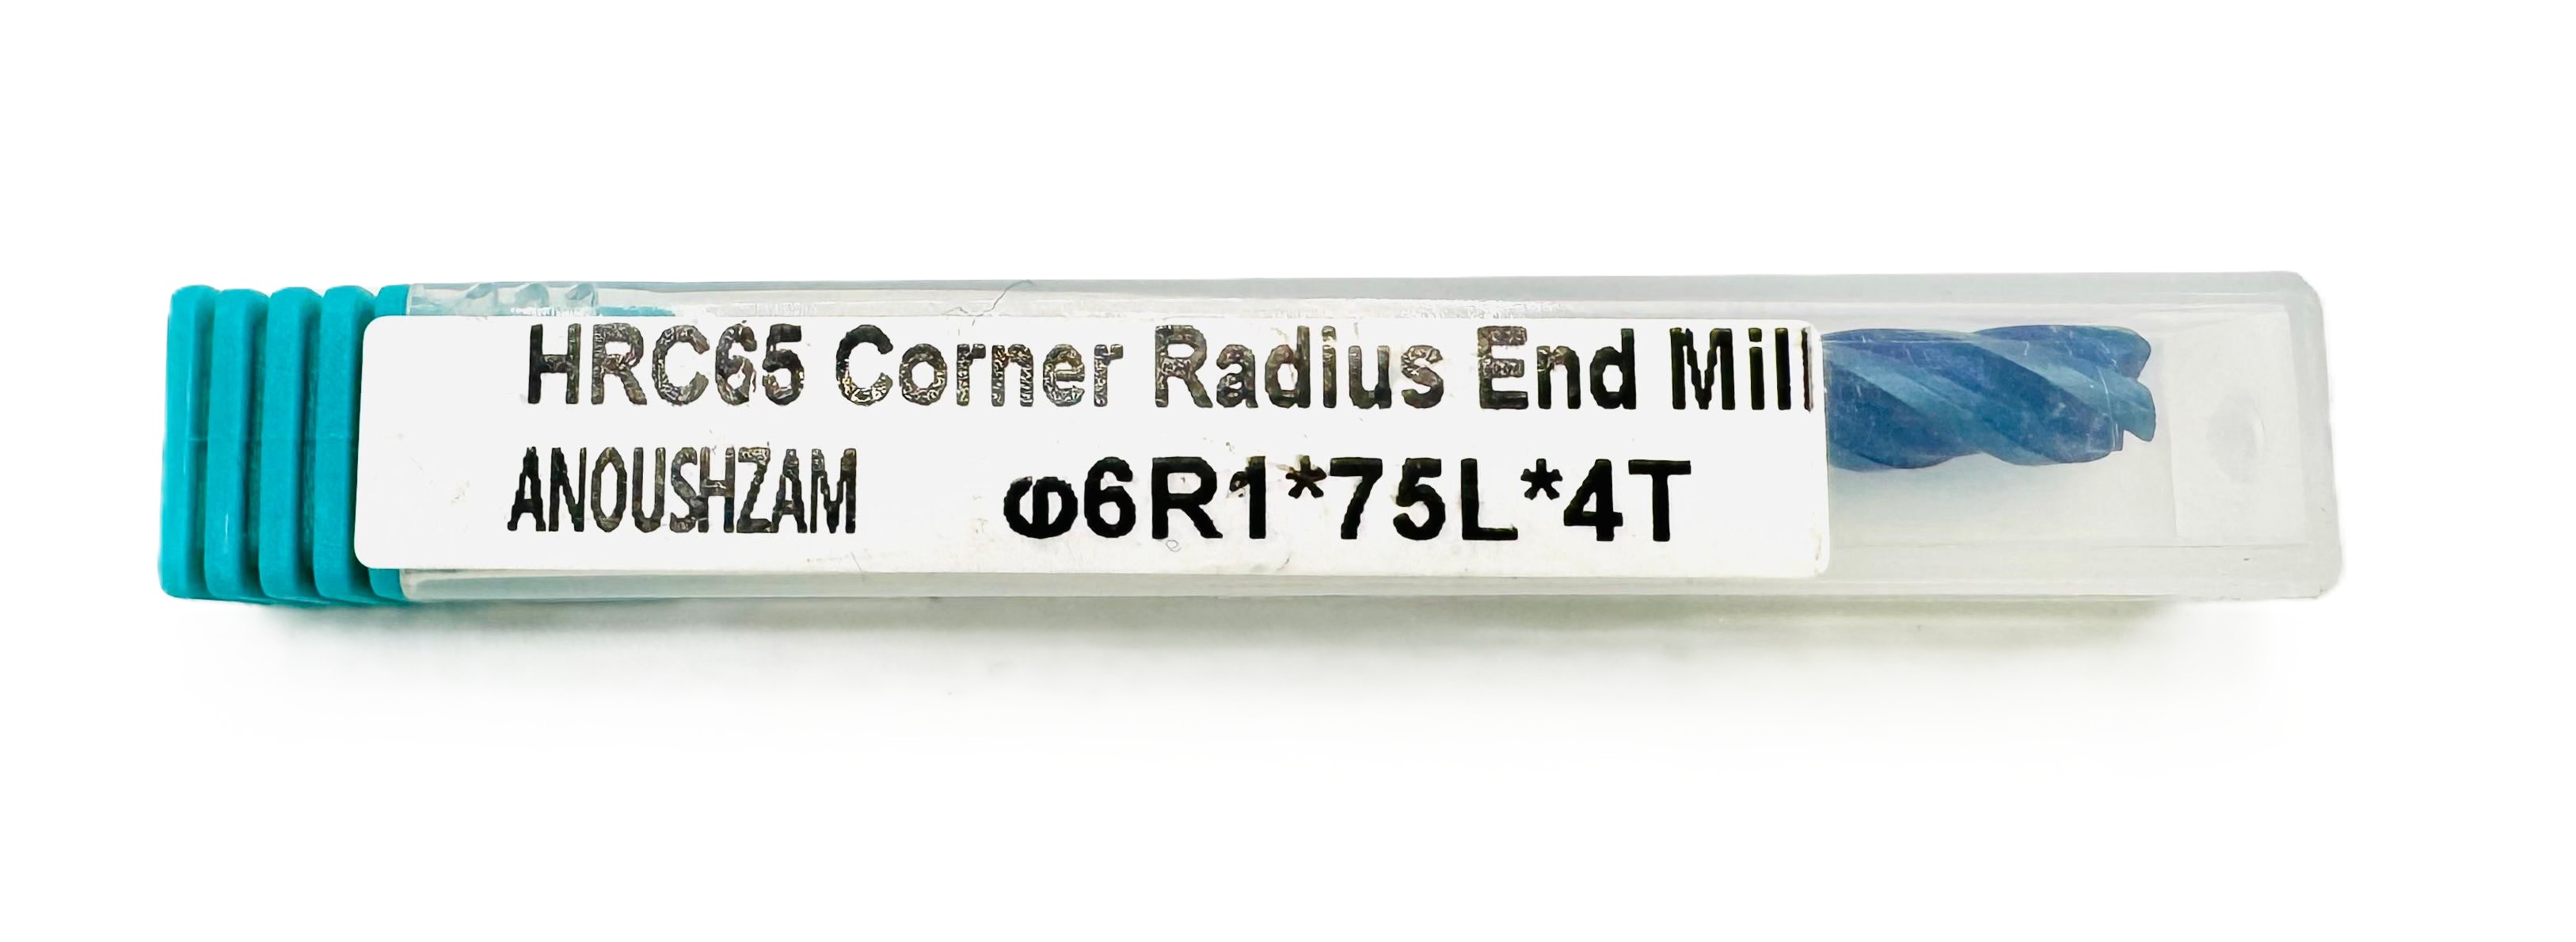 HRC65 Corner Radius End Mill
ANOUSHZAM φ6R1*75L*4T